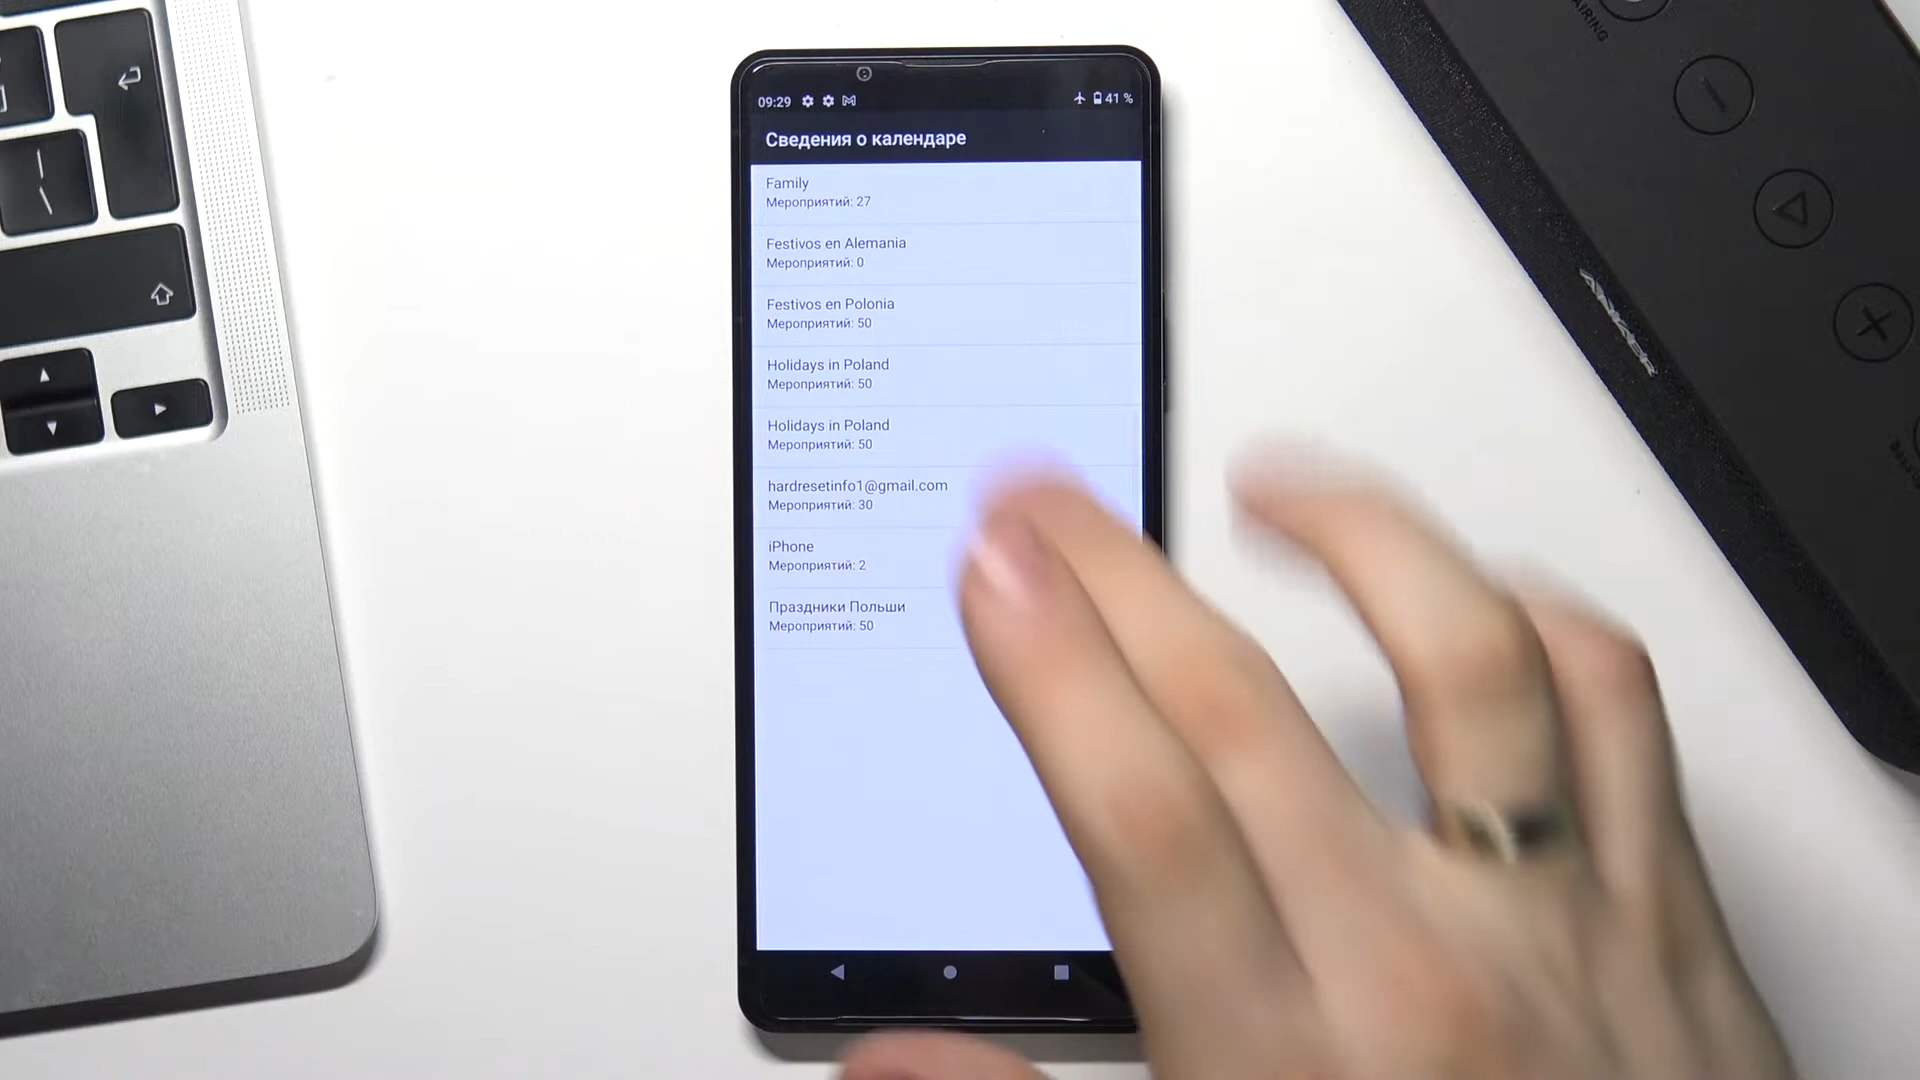 09:29
41 %
Сведения о календаре
Family
Мероприятий: 27
Festivos en Alemania
Мероприятий: 0
Festivos en Polonia
Мероприятий: 50
Holidays in Poland
Мероприятий: 50
Holidays in Poland
Мероприятий: 50
hardresetinfo1@gmail.com
Мероприятий: 30
iPhone
Мероприятий: 2
Праздники Польши
Мероприятий: 50
ANKER